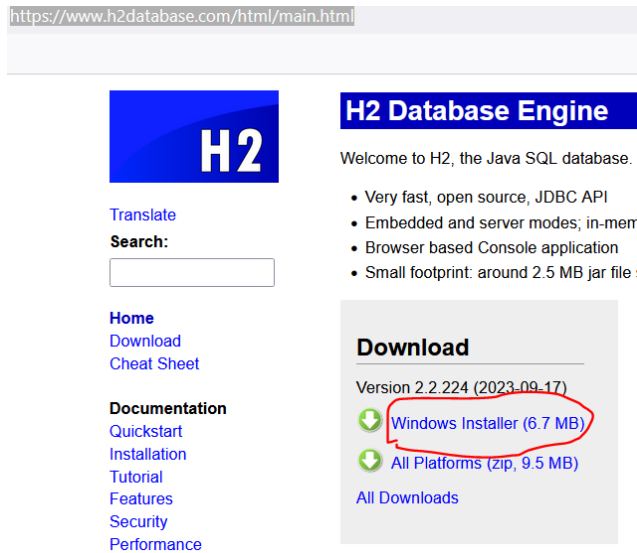 https://www.h2database.com/html/main.html
H2
Translate
Search:
Home
Download
Cheat Sheet
Documentation
Quickstart
Installation
Tutorial
Features
Security
Performance
H2 Database Engine
Welcome to H2, the Java SQL database.
• Very fast, open source, JDBC API
• Embedded and server modes; in-mem
• Browser based Console application
• Small footprint: around 2.5 MB jar file
Download
Version 2.2.224 (2023-09-17)
Windows Installer (6.7 MB)
All Platforms (zip, 9.5 MB)
All Downloads